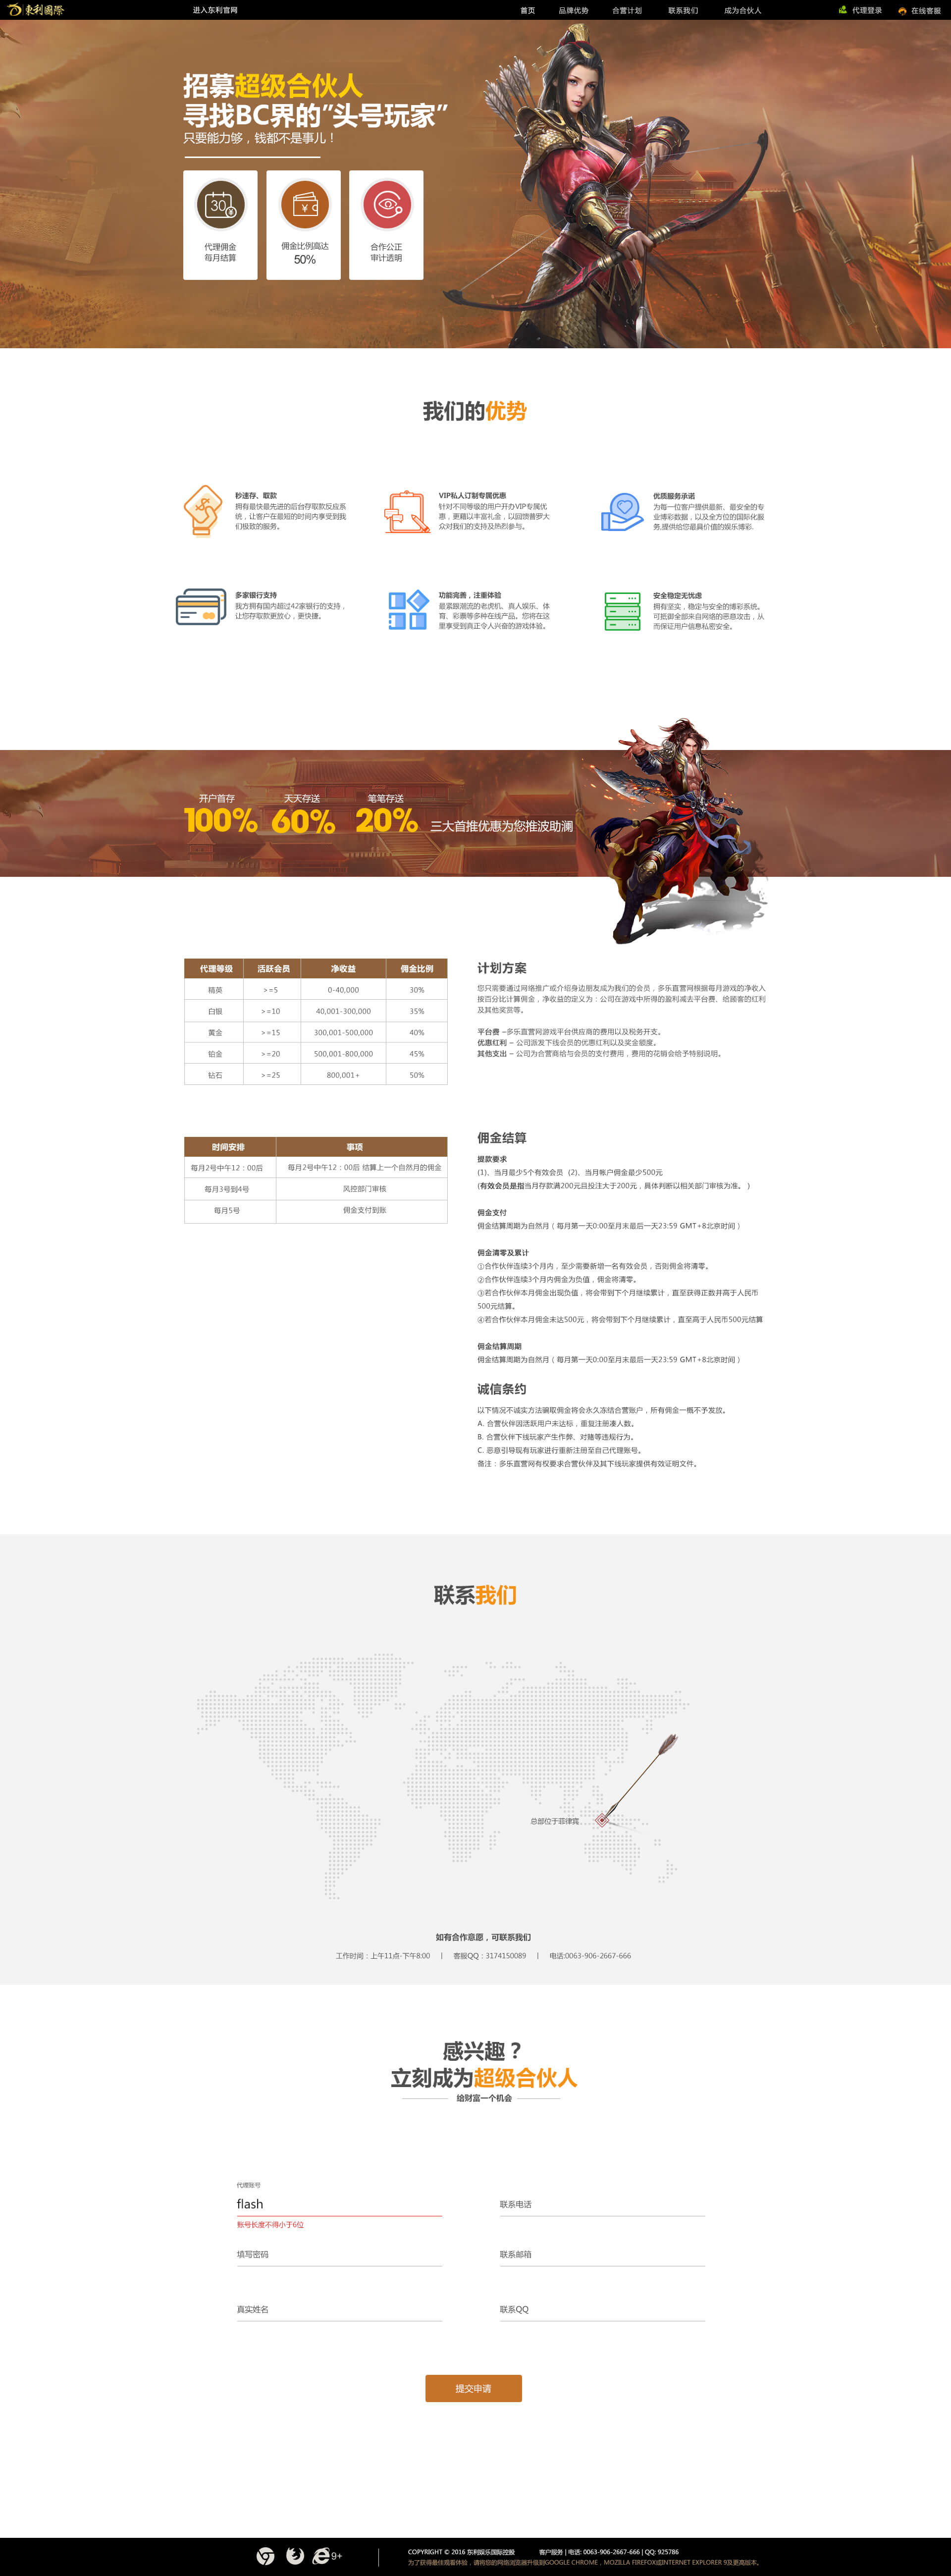 東利國際
进入东利官网
首页
品牌优势
合营计划
联系我们
成为合伙人
代理登录
在线客服
招募超级合伙人
寻找BC界的"头号玩家"
只要能力够，钱都不是事儿！
30
代理佣金
每月结算
佣金比例高达
50%
合作公正
审计透明
我们的优势
秒速存、取款
拥有最快最先进的后台存取款反应系
统，让客户在最短的时间内享受到我
们极致的服务。
VIP私人订制专属优惠
针对不同等级的用户开办VIP专属优
惠，更籍以丰富礼金，以回馈普罗大
众对我们的支持及热烈参与。
优质服务承诺
为每一位客户提供最新、最安全的专
业博彩数据，以及全方位的国际化服
务,提供给您最具价值的娱乐博彩.
多家银行支持
我方拥有国内超过42家银行的支持，
让您存取款更放心，更快捷。
功能完善，注重体验
最紧跟潮流的老虎机、真人娱乐、体
育、彩票等多种在线产品。您将在这
里享受到真正令人兴奋的游戏体验。
安全稳定无忧虑
拥有坚实，稳定与安全的博彩系统。
可抵御全部来自网络的恶意攻击，从
而保证用户信息私密安全。
开户首存
100%
天天存送
60%
笔笔存送
20%
三大首推优惠为您推波助澜
代理等级 活跃会员 净收益 佣金比例
精英 >=5 0-40,000 30%
白银 >=10 40,001-300,000 35%
黄金 >=15 300,001-500,000 40%
铂金 >=20 500,001-800,000 45%
钻石 >=25 800,001+ 50%
计划方案
您只需要通过网络推广或介绍身边朋友成为我们的会员，多乐直营网根据每月游戏的净收入
按百分比计算佣金，净收益的定义为：公司在游戏中所得的盈利减去平台费、给顾客的红利
及其他奖赏等。
平台费 –多乐直营网游戏平台供应商的费用以及税务开支。
优惠红利 – 公司派发下线会员的优惠红利以及奖金额度。
其他支出 – 公司为合营商给与会员的支付费用，费用的花销会给予特别说明。
时间安排 事项
每月2号中午12：00后 每月2号中午12：00后 结算上一个自然月的佣金
每月3号到4号 风控部门审核
每月5号 佣金支付到账
佣金结算
提款要求
(1)、当月最少5个有效会员 (2)、当月帐户佣金最少500元
(有效会员是指当月存款满200元且投注大于200元，具体判断以相关部门审核为准。 )
佣金支付
佣金结算周期为自然月（ 每月第一天0:00至月末最后一天23:59 GMT+8北京时间 ）
佣金清零及累计
①合作伙伴连续3个月内，至少需要新增一名有效会员，否则佣金将清零。
②合作伙伴连续3个月内佣金为负值，佣金将清零。
③若合作伙伴本月佣金出现负值，将会带到下个月继续累计，直至获得正数并高于人民币
500元结算。
④若合作伙伴本月佣金未达500元，将会带到下个月继续累计，直至高于人民币500元结算
佣金结算周期
佣金结算周期为自然月（ 每月第一天0:00至月末最后一天23:59 GMT+8北京时间 ）
诚信条约
以下情况不诚实方法骗取佣金将会永久冻结合营账户，所有佣金一概不予发放。
A. 合营伙伴因活跃用户未达标，重复注册凑人数。
B. 合营伙伴下线玩家产生作弊、对赌等违规行为。
C. 恶意引导现有玩家进行重新注册至自己代理账号。
备注：多乐直营网有权要求合营伙伴及其下线玩家提供有效证明文件。
联系我们
总部位于菲律宾
如有合作意愿，可联系我们
工作时间：上午11点-下午8:00 | 客服QQ：3174150089 | 电话:0063-906-2667-666
感兴趣？
立刻成为超级合伙人
给财富一个机会
代理账号
flash
账号长度不得小于6位
联系电话
填写密码
联系邮箱
真实姓名
联系QQ
提交申请
9+
COPYRIGHT © 2016 东利娱乐国际控股 客户服务 | 电话: 0063-906-2667-666 | QQ: 925786
为了获得最佳观看体验，请将您的网络浏览器升级到GOOGLE CHROME，MOZILLA FIREFOX或INTERNET EXPLORER 9及更高版本。